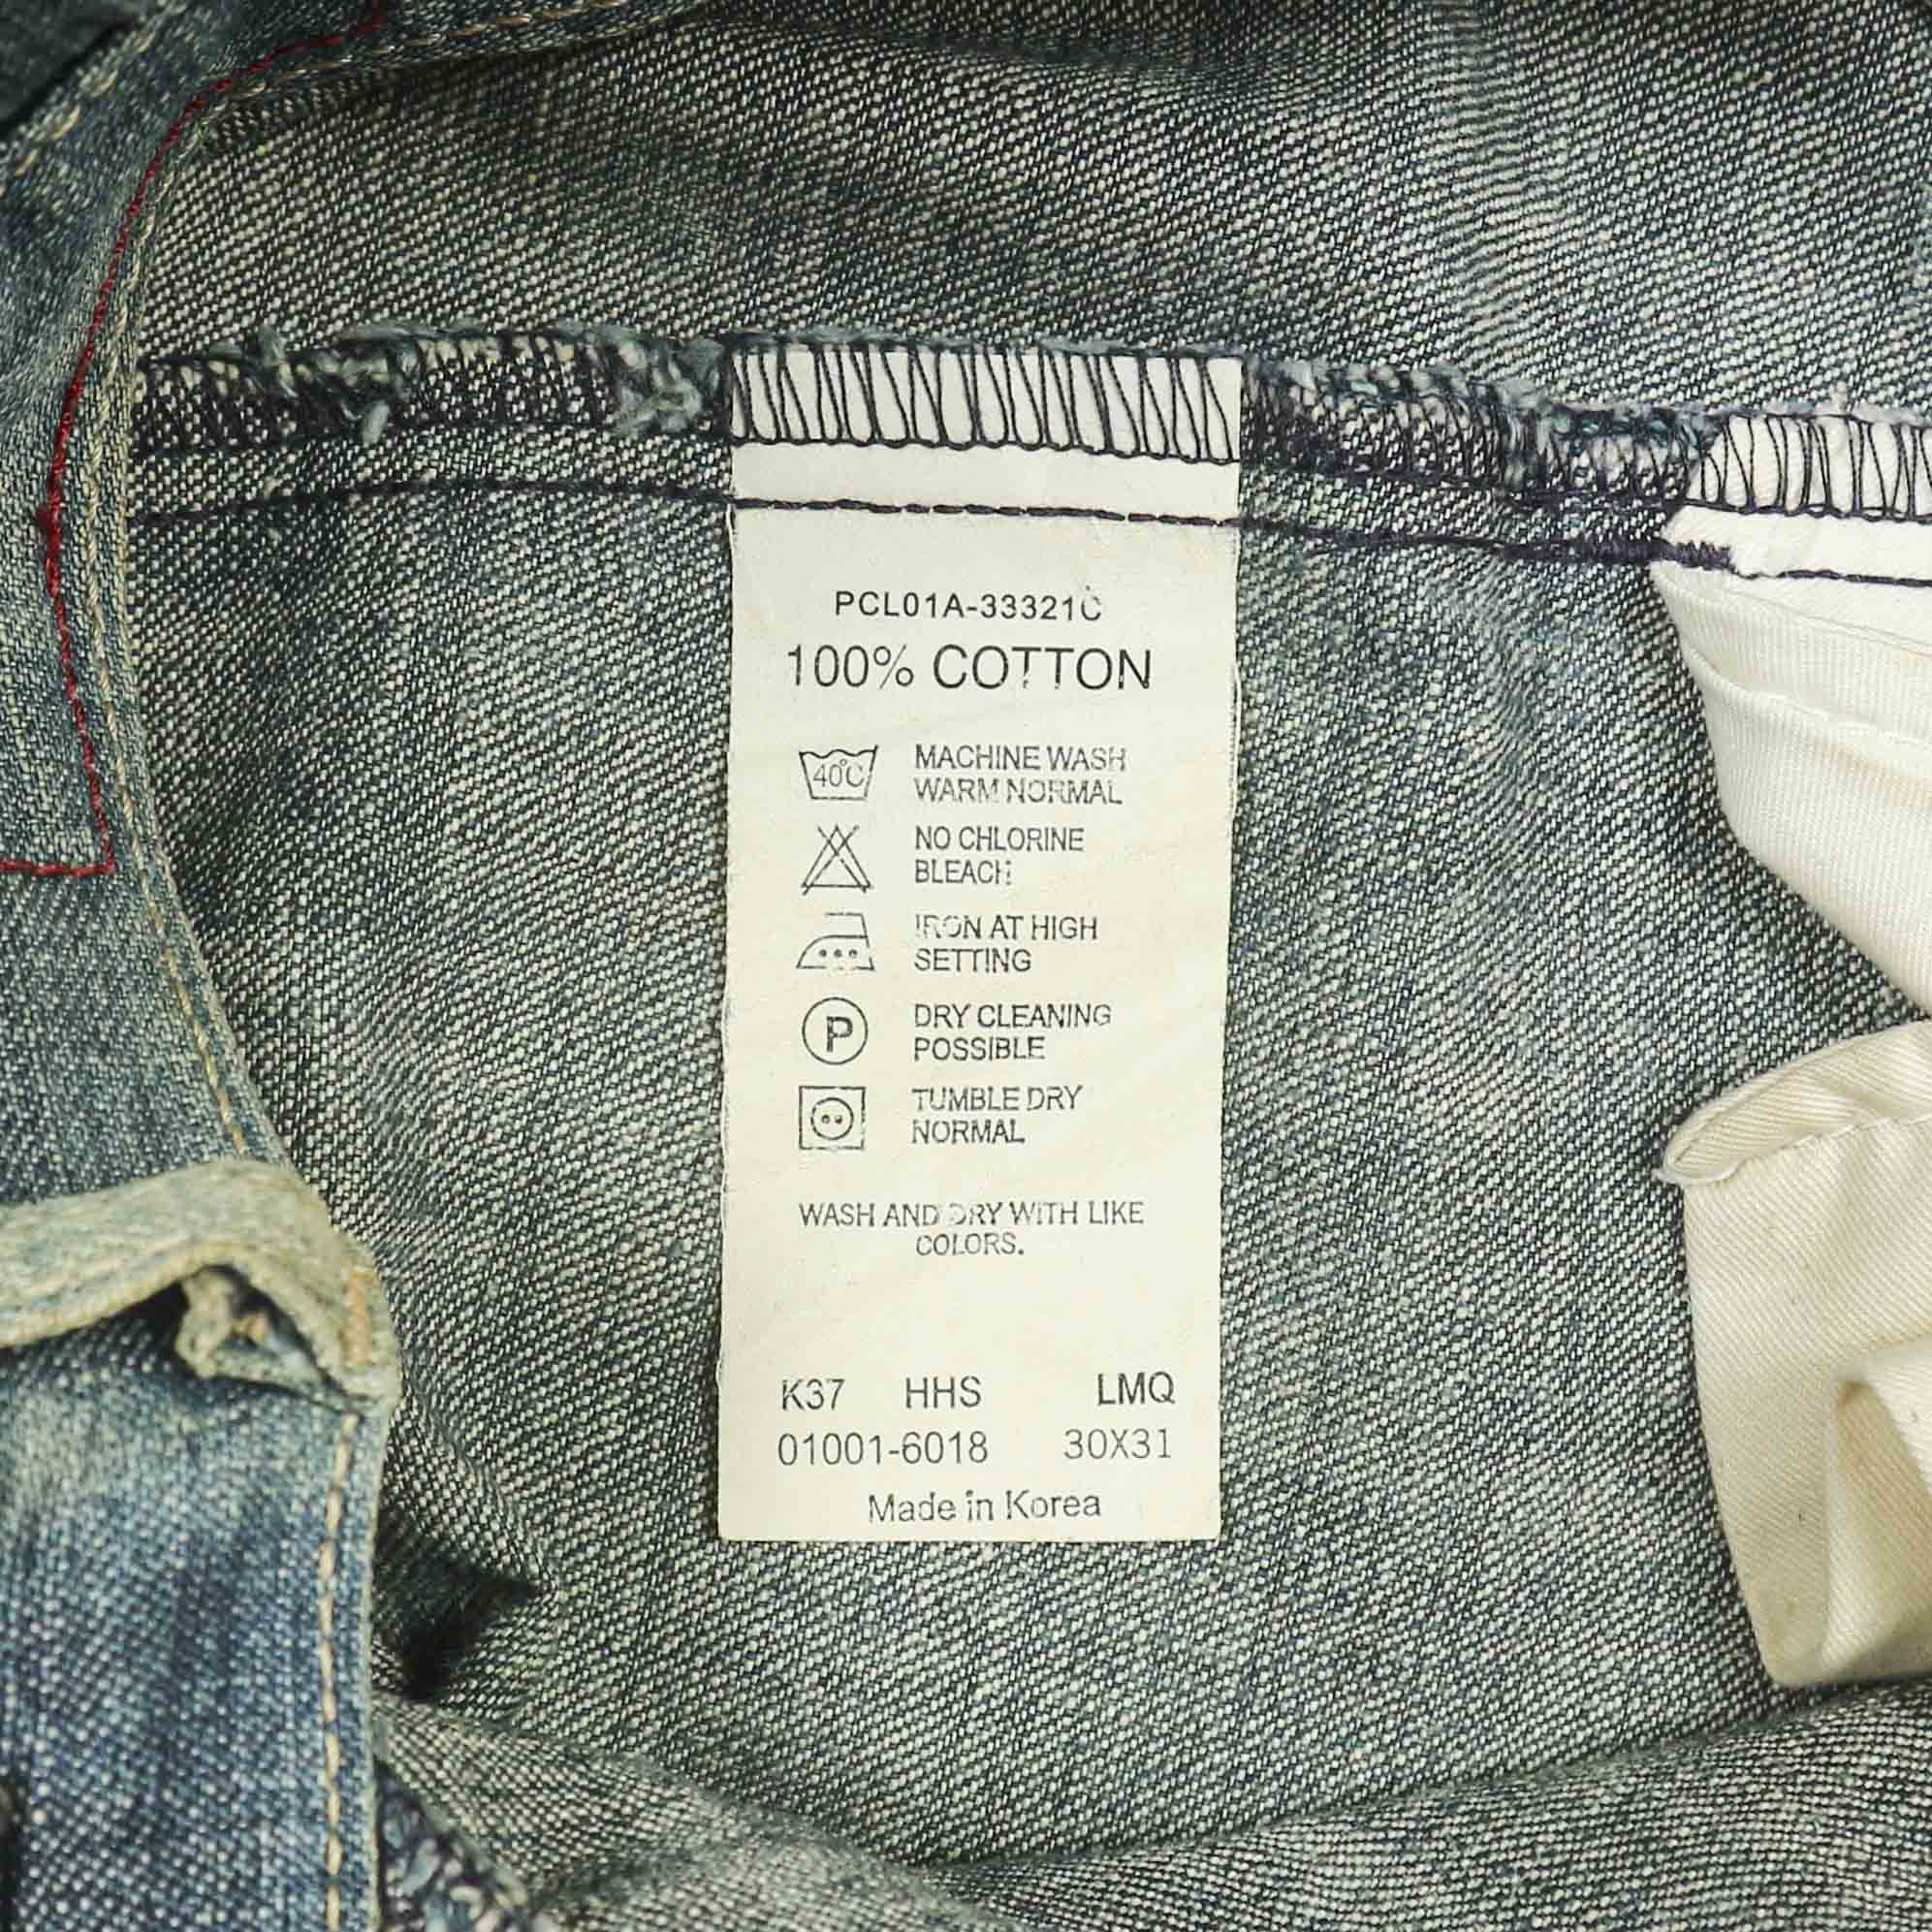 PCL01A-33321C
100% COTTON
40°C MACHINE WASH
WARM NORMAL
NO CHLORINE
BLEACH
IRON AT HIGH
SETTING
P DRY CLEANING
POSSIBLE
TUMBLE DRY
NORMAL
WASH AND DRY WITH LIKE
COLORS.
K37 HHS LMQ
01001-6018 30X31
Made in Korea